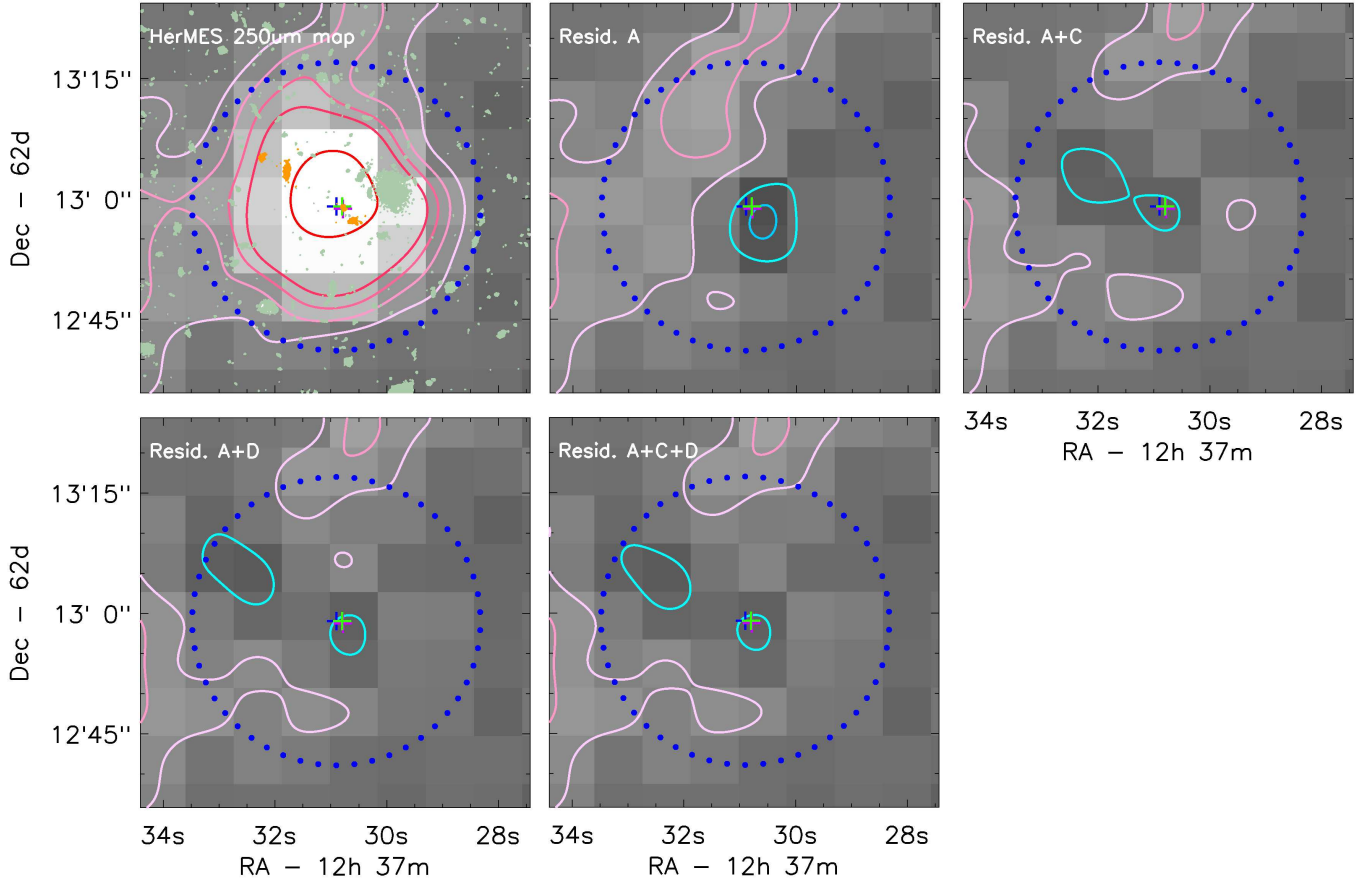 HerMES 250um map
Resid. A
Resid. A+C
13'15''
13' 0''
12'45''
Dec – 62d
34s 32s 30s 28s
RA – 12h 37m
Resid. A+D
Resid. A+C+D
13'15''
13' 0''
12'45''
Dec – 62d
34s 32s 30s 28s
34s 32s 30s 28s
RA – 12h 37m
RA – 12h 37m